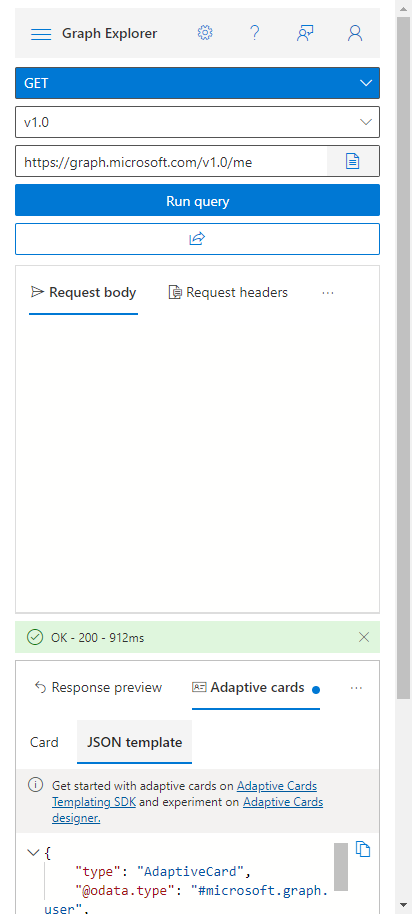 Graph Explorer
GET
v1.0
https://graph.microsoft.com/v1.0/me
Run query
Request body
Request headers
OK - 200 - 912ms
Response preview
Adaptive cards
Card
JSON template
Get started with adaptive cards on Adaptive Cards
Templating SDK and experiment on Adaptive Cards
designer.
{
"type": "AdaptiveCard",
"@odata.type": "#microsoft.graph.
user",